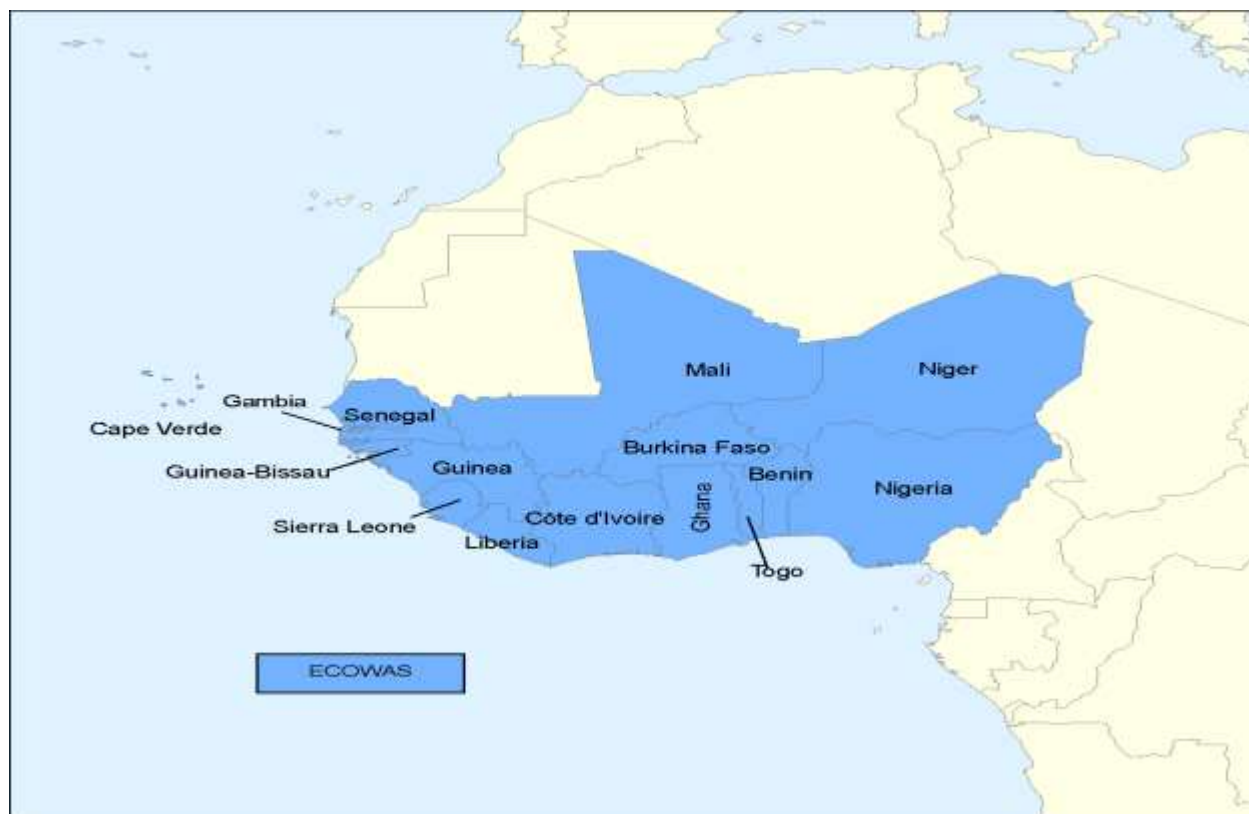 Mali
Niger
Gambia
Senegal
Cape Verde
Burkina Faso
Guinea-Bissau
Guinea
Benin
Nigeria
Ghana
Sierra Leone
Côte d'Ivoire
Liberia
Togo
ECOWAS